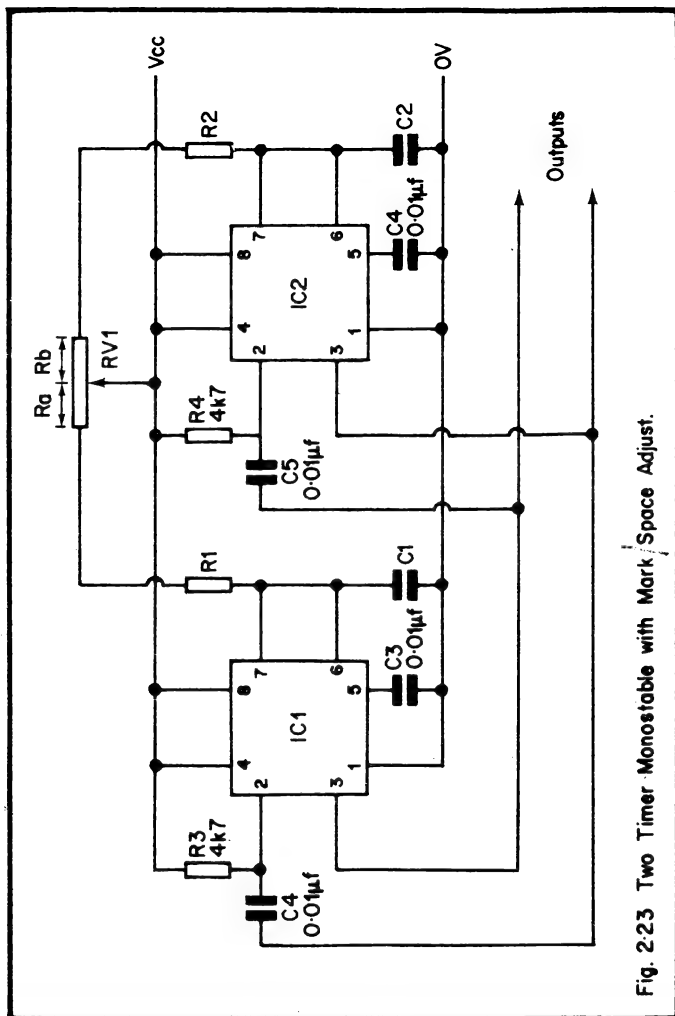 Vcc
0V
Ra
Rb
RV1
R1
R2
R3
4k7
R4
4k7
4
8
2
7
IC1
6
3
1
5
4
8
2
7
IC2
6
3
1
5
C4
0·01µf
C3
0·01µf
C1
C5
0·01µf
C4
0·01µf
C2
Outputs
Fig. 2·23 Two Timer Monostable with Mark/Space Adjust.